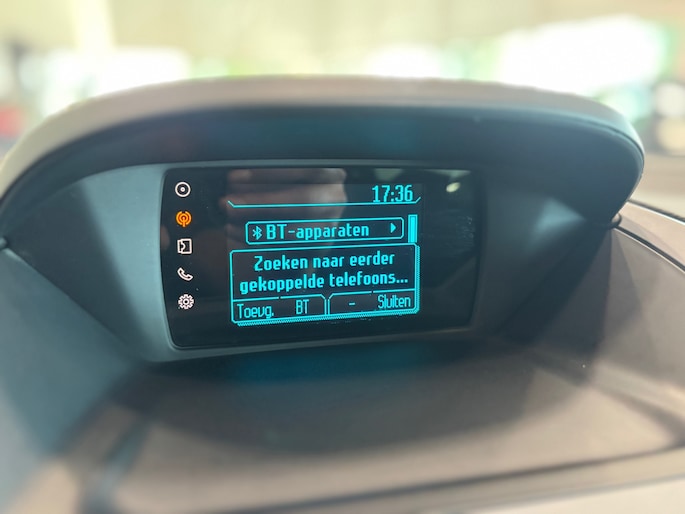 17:36
BT-apparaten
Zoeken naar eerder
gekoppelde telefoons...
Toevg. BT - Sluiten